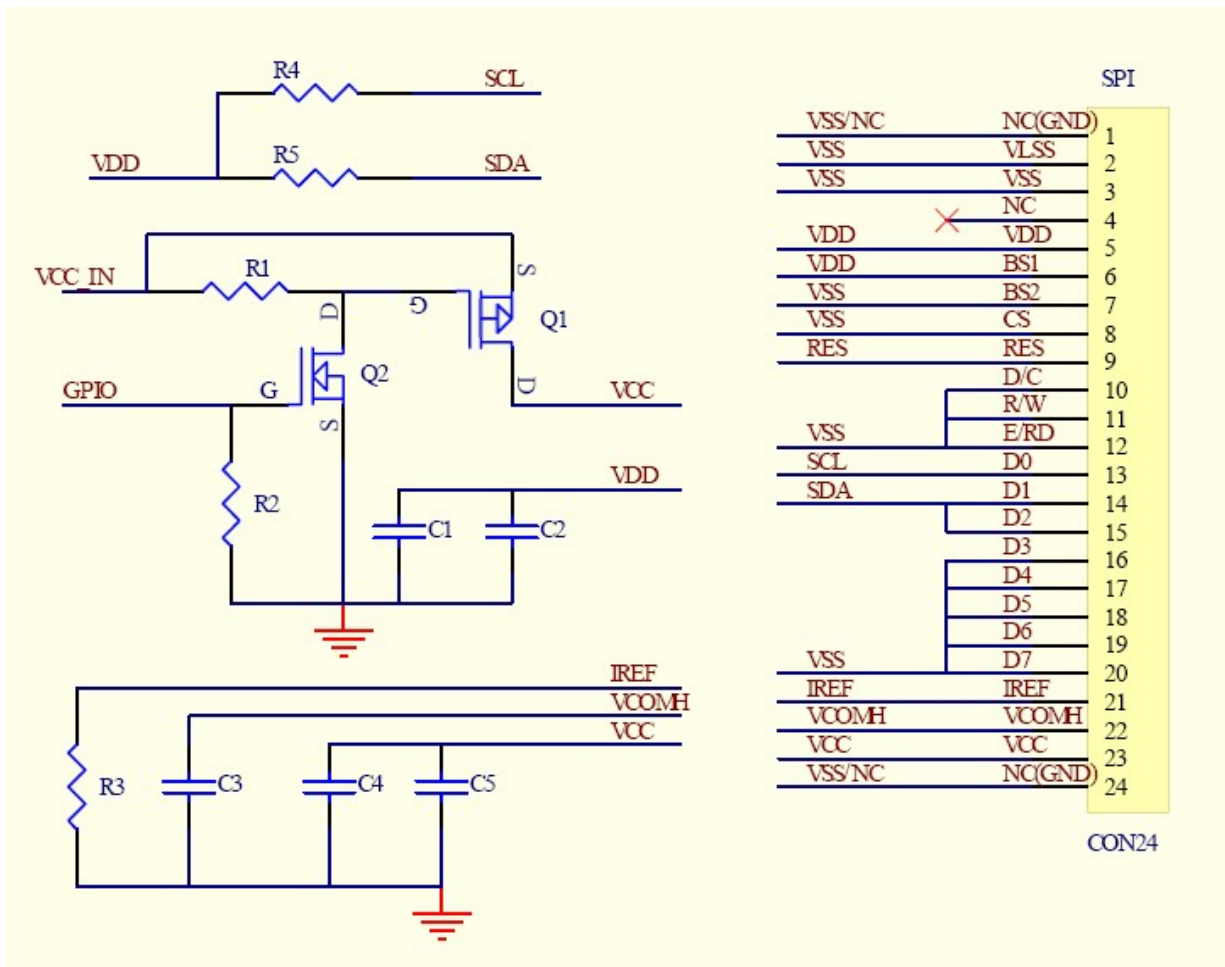 R4 SCL
VDD R5 SDA
VCC_IN R1 D G S Q1
D VCC
GPIO G Q2
S
R2
VDD
C1 C2
IREF
VCOMH
VCC
R3 C3 C4 C5
SPI
VSS/NC NC(GND) 1
VSS VLSS 2
VSS VSS 3
NC 4
VDD VDD 5
VDD BS1 6
VSS BS2 7
VSS CS 8
RES RES 9
D/C 10
R/W 11
VSS E/RD 12
SCL D0 13
SDA D1 14
D2 15
D3 16
D4 17
D5 18
D6 19
VSS D7 20
IREF IREF 21
VCOMH VCOMH 22
VCC VCC 23
VSS/NC NC(GND) 24
CON24